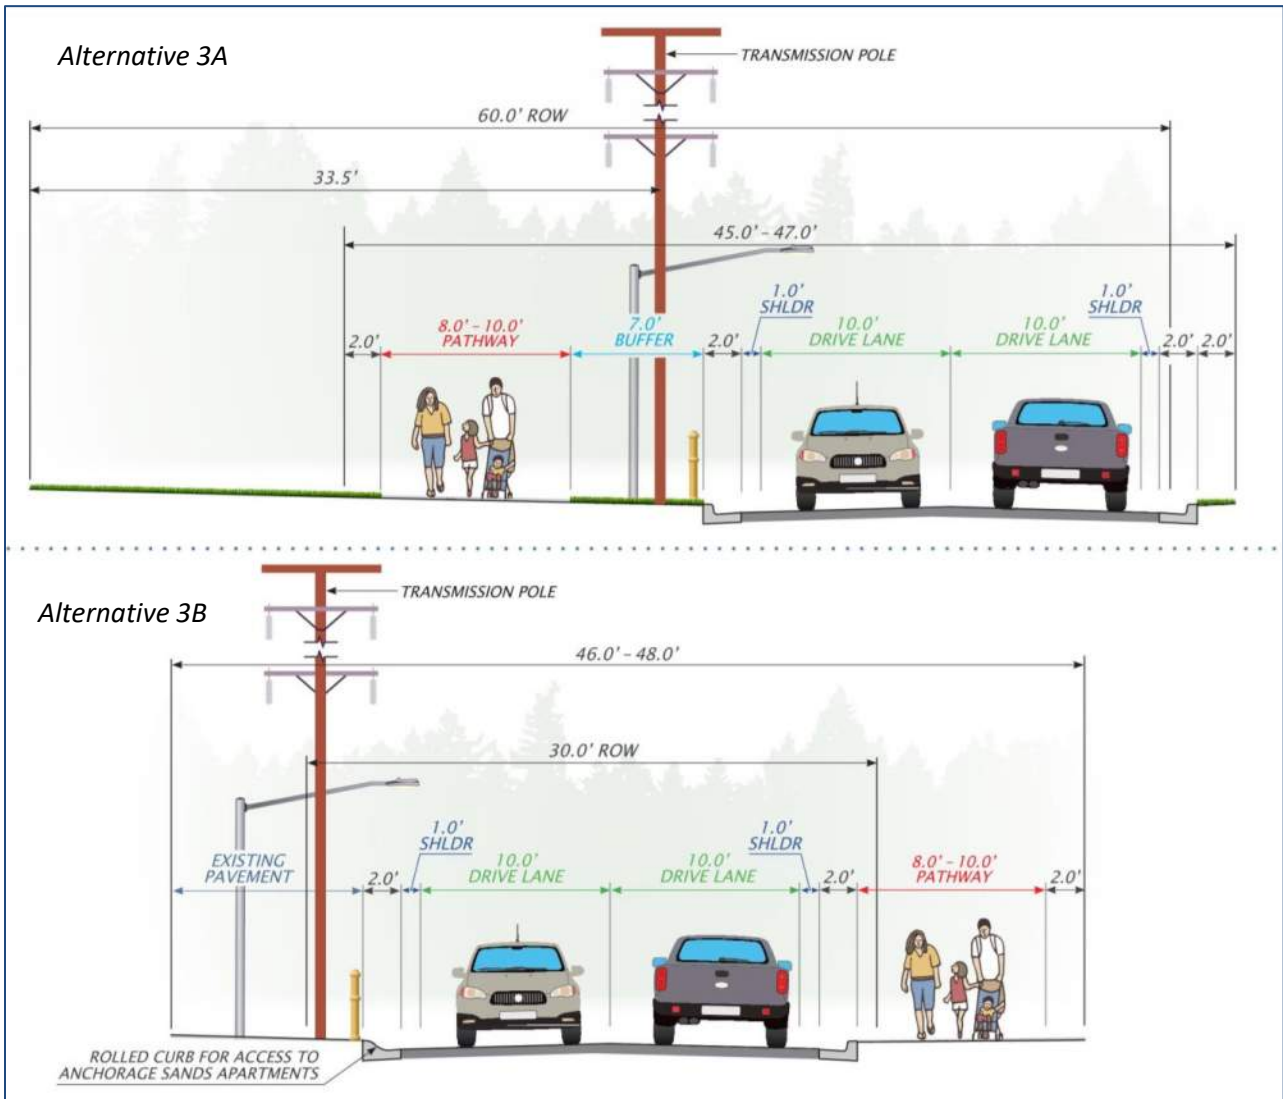 Alternative 3A
TRANSMISSION POLE
60.0' ROW
33.5'
45.0' – 47.0'
1.0'
SHLDR
1.0'
SHLDR
2.0'
8.0' – 10.0'
PATHWAY
7.0'
BUFFER
2.0'
10.0'
DRIVE LANE
10.0'
DRIVE LANE
2.0'
2.0'
Alternative 3B
TRANSMISSION POLE
46.0' – 48.0'
30.0' ROW
1.0'
SHLDR
1.0'
SHLDR
EXISTING
PAVEMENT
2.0'
10.0'
DRIVE LANE
10.0'
DRIVE LANE
2.0'
8.0' – 10.0'
PATHWAY
2.0'
ROLLED CURB FOR ACCESS TO
ANCHORAGE SANDS APARTMENTS